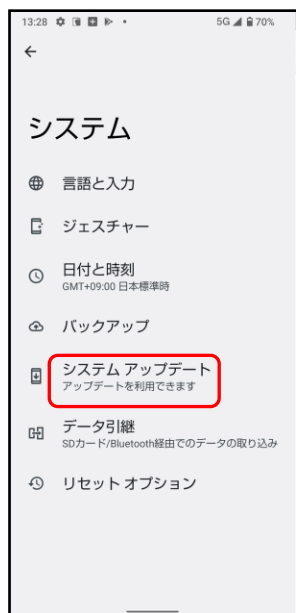 13:28 5G 70%
システム
言語と入力
ジェスチャー
日付と時刻
GMT+09:00 日本標準時
バックアップ
システム アップデート
アップデートを利用できます
データ引継
SDカード/Bluetooth経由でのデータの取り込み
リセット オプション